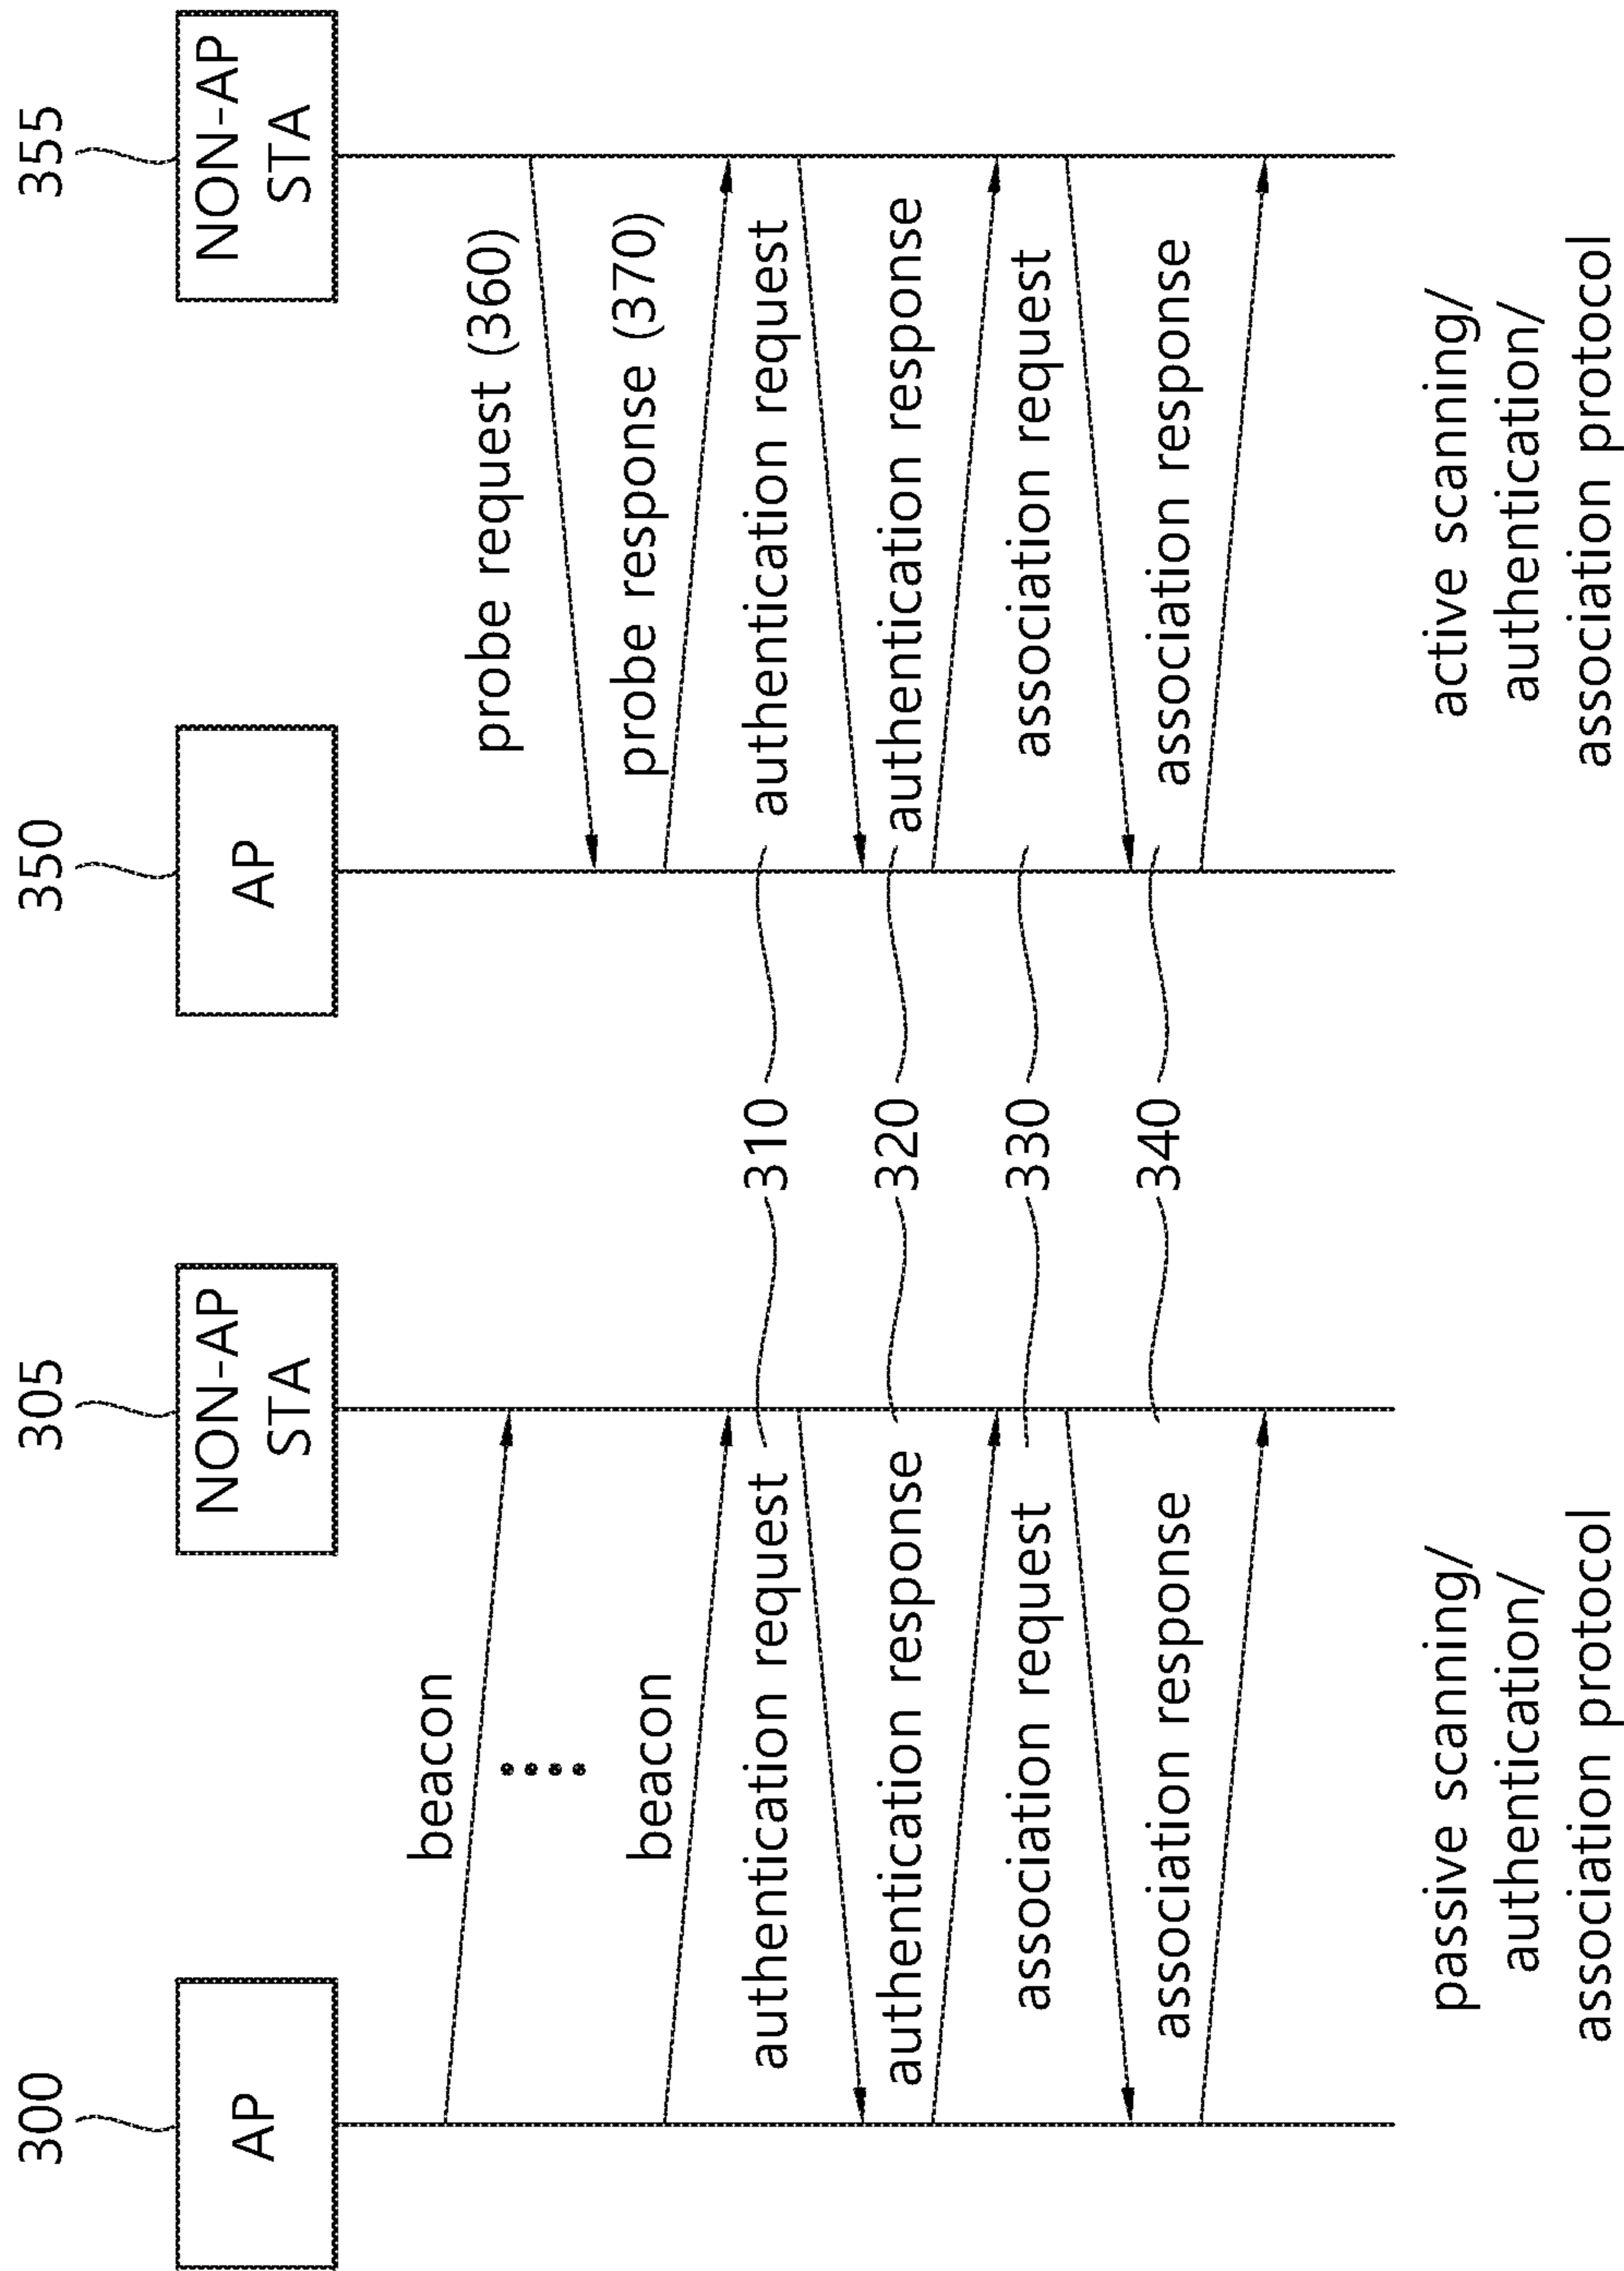 300
305
350
355
AP
NON-AP
STA
AP
NON-AP
STA
beacon
beacon
authentication request
authentication response
association request
association response
310
320
330
340
probe request (360)
probe response (370)
authentication request
authentication response
association request
association response
passive scanning/
authentication/
association protocol
active scanning/
authentication/
association protocol